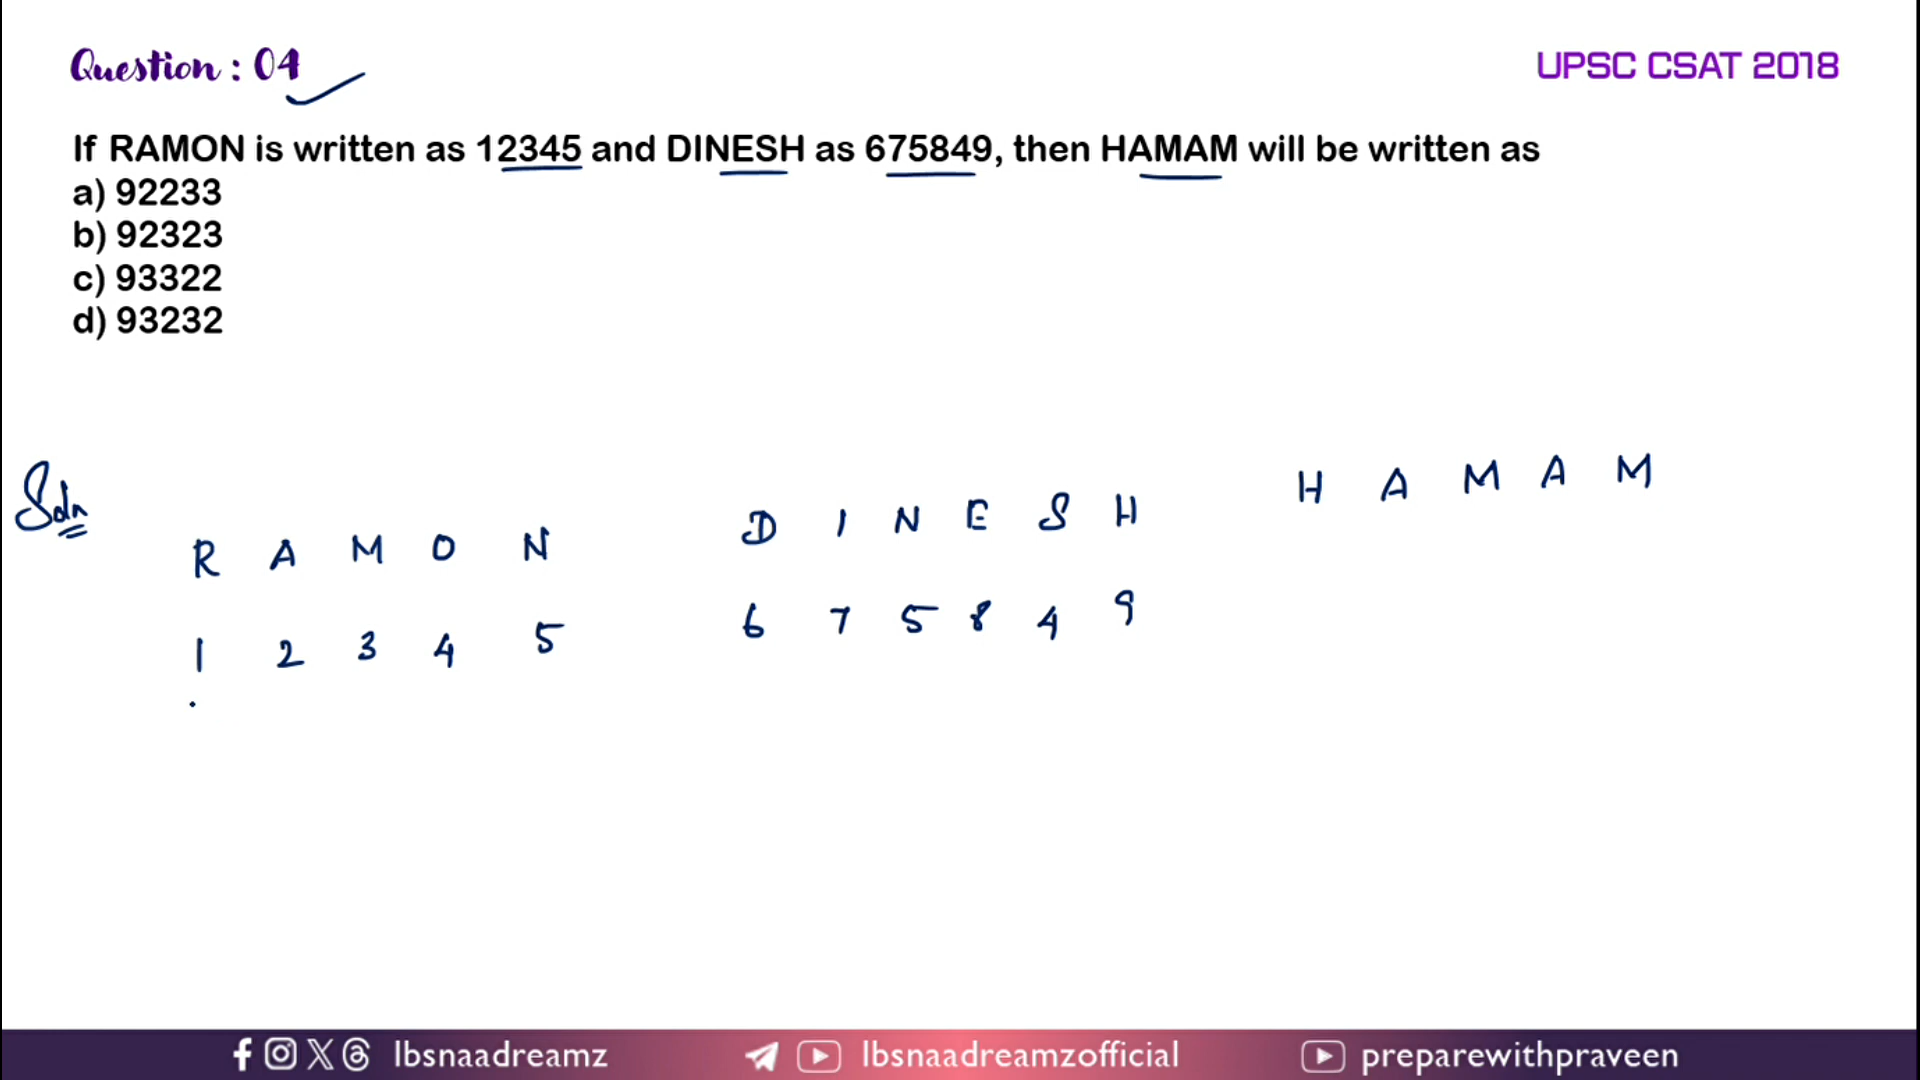 Question : 04
UPSC CSAT 2018
If RAMON is written as 12345 and DINESH as 675849, then HAMAM will be written as
a) 92233
b) 92323
c) 93322
d) 93232
Soln
R A M O N D I N E S H H A M A M
1 2 3 4 5 6 7 5 8 4 9
lbsnaadreamz lbsnaadreamzofficial preparewithpraveen